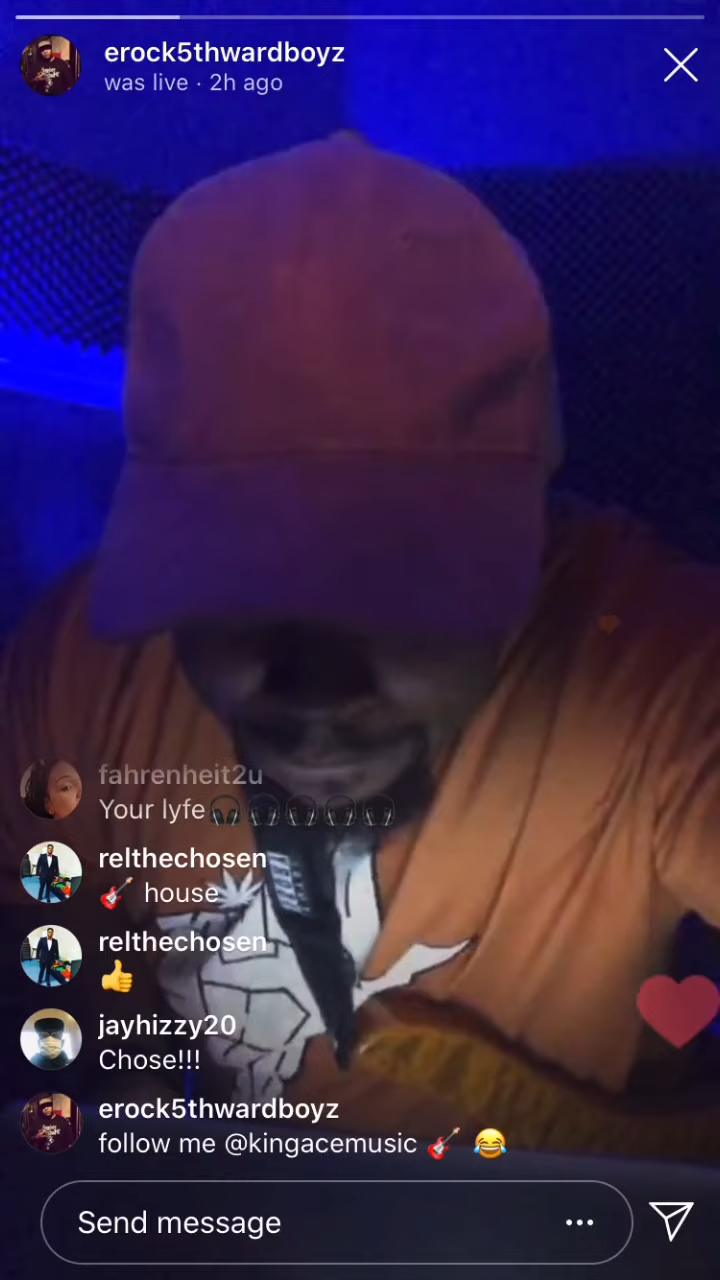 erock5thwardboyz
was live · 2h ago
fahrenheit2u
Your lyfe🎧🎧🎧🎧🎧
relthechosen
🎸 house
relthechosen
👍
jayhizzy20
Chose!!!
erock5thwardboyz
follow me @kingacemusic 🎸 😂
Send message